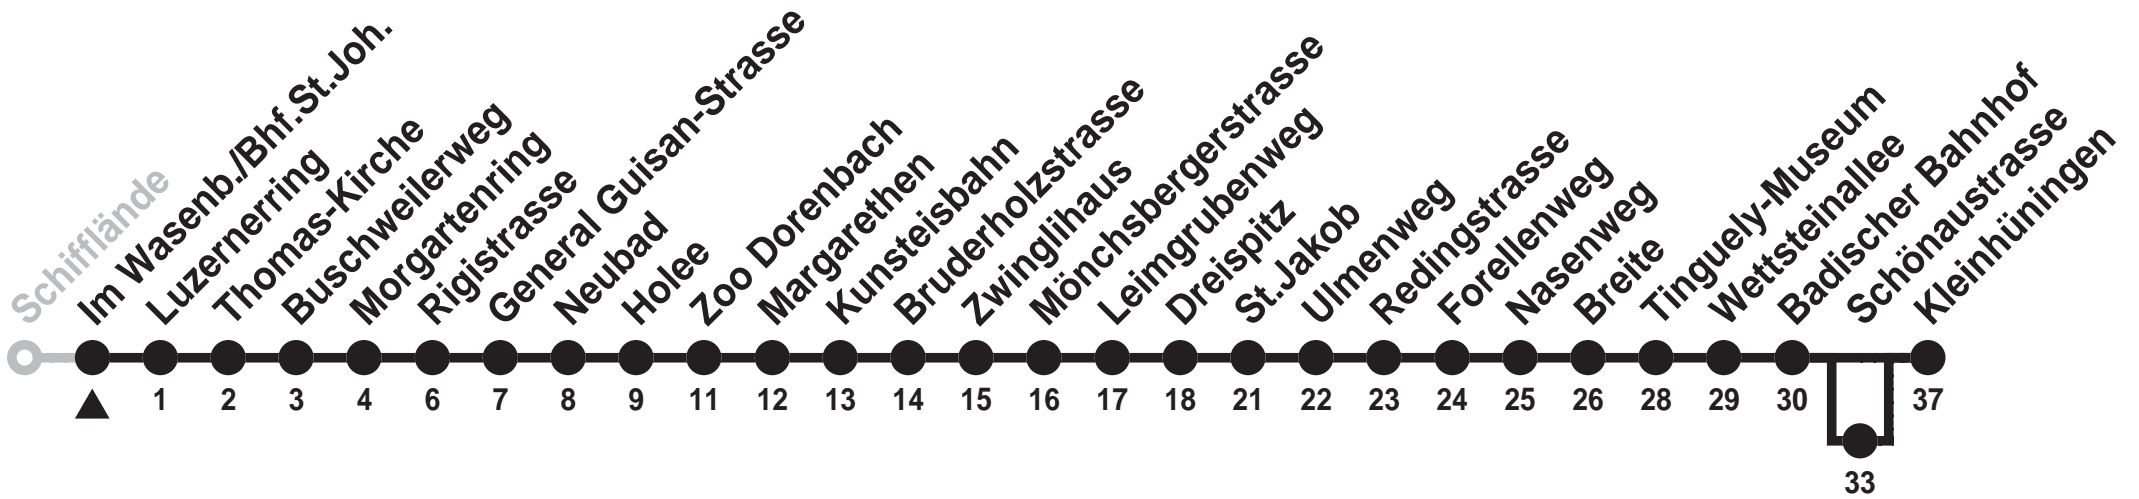 Schifflände
Im Wasenb./Bhf.St.Joh.
Luzernerring
Thomas-Kirche
Buschweilerweg
Morgartenring
Rigistrasse
General Guisan-Strasse
Neubad
Holee
Zoo Dorenbach
Margarethen
Kunsteisbahn
Bruderholzstrasse
Zwinglihaus
Mönchsbergerstrasse
Leimgrubenweg
Dreispitz
St.Jakob
Ulmenweg
Redingstrasse
Forellenweg
Nasenweg
Breite
Tinguely-Museum
Wettsteinallee
Badischer Bahnhof
Schönaustrasse
Kleinhüningen
1 2 3 4 6 7 8 9 11 12 13 14 15 16 17 18 21 22 23 24 25 26 28 29 30 37
33